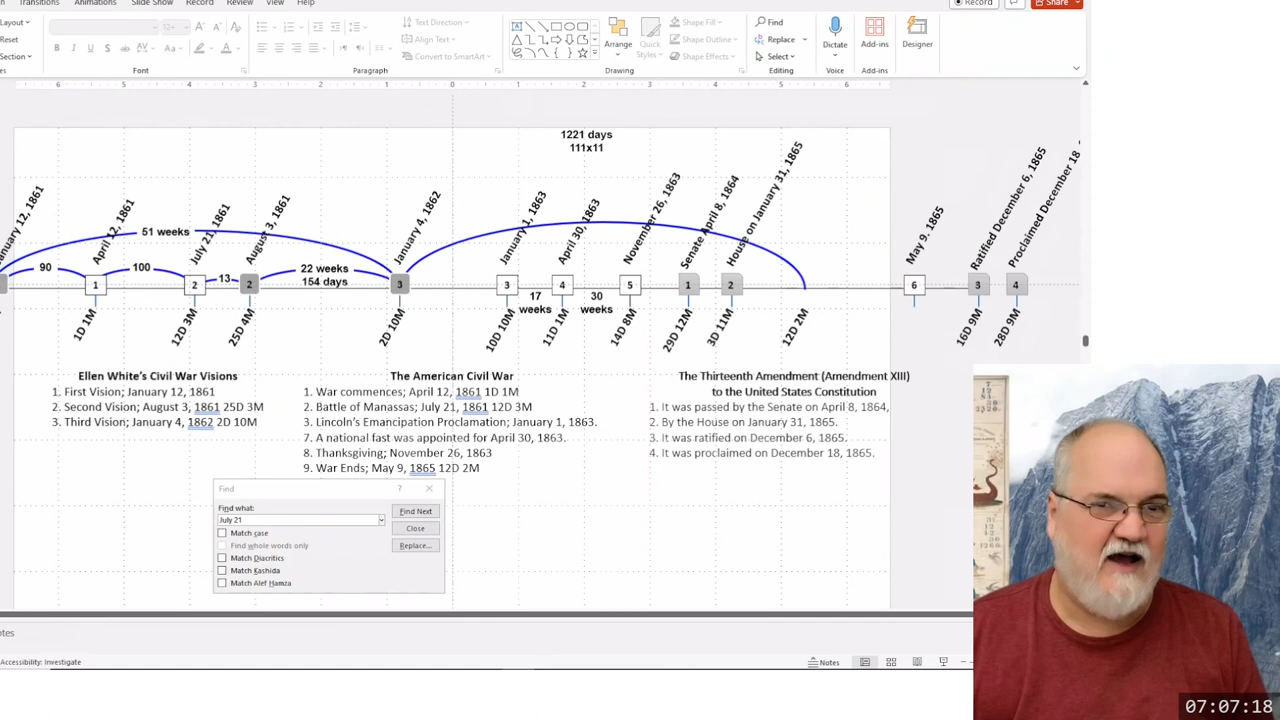 Transitions Animations Slide Show Record Review View Help
Record Share
Layout
Reset
Section
Text Direction
Align Text
Convert to SmartArt
Arrange
Quick Styles
Shape Fill
Shape Outline
Shape Effects
Find
Replace
Select
Dictate
Add-ins
Designer
Font Paragraph Drawing Editing Voice Add-ins
6 5 4 3 2 1 0 1 2 3 4 5 6
1221 days
111x11
January 12, 1861
April 12, 1861
July 21, 1861
August 3, 1861
January 4, 1862
January 1, 1863
April 30, 1863
November 26, 1863
Senate April 8, 1864
House on January 31, 1865
May 9. 1865
Ratified December 6, 1865
Proclaimed December 18
51 weeks
90 100 13
22 weeks
154 days
1 2 2 3 3 4 5 1 2 6 3 4
17 weeks
30 weeks
1D 1M
12D 3M
25D 4M
2D 10M
10D 10M
11D 1M
14D 8M
29D 12M
3D 11M
12D 2M
16D 9M
28D 9M
Ellen White's Civil War Visions
1. First Vision; January 12, 1861
2. Second Vision; August 3, 1861 25D 3M
3. Third Vision; January 4, 1862 2D 10M
The American Civil War
1. War commences; April 12, 1861 1D 1M
2. Battle of Manassas; July 21, 1861 12D 3M
3. Lincoln's Emancipation Proclamation; January 1, 1863.
7. A national fast was appointed for April 30, 1863.
8. Thanksgiving; November 26, 1863
9. War Ends; May 9, 1865 12D 2M
The Thirteenth Amendment (Amendment XIII)
to the United States Constitution
1. It was passed by the Senate on April 8, 1864,
2. By the House on January 31, 1865.
3. It was ratified on December 6, 1865.
4. It was proclaimed on December 18, 1865.
Find
Find what:
July 21
Match case
Find whole words only
Match Diacritics
Match Kashida
Match Alef Hamza
Find Next
Close
Replace...
otes
Accessibility: Investigate
Notes
07:07:18